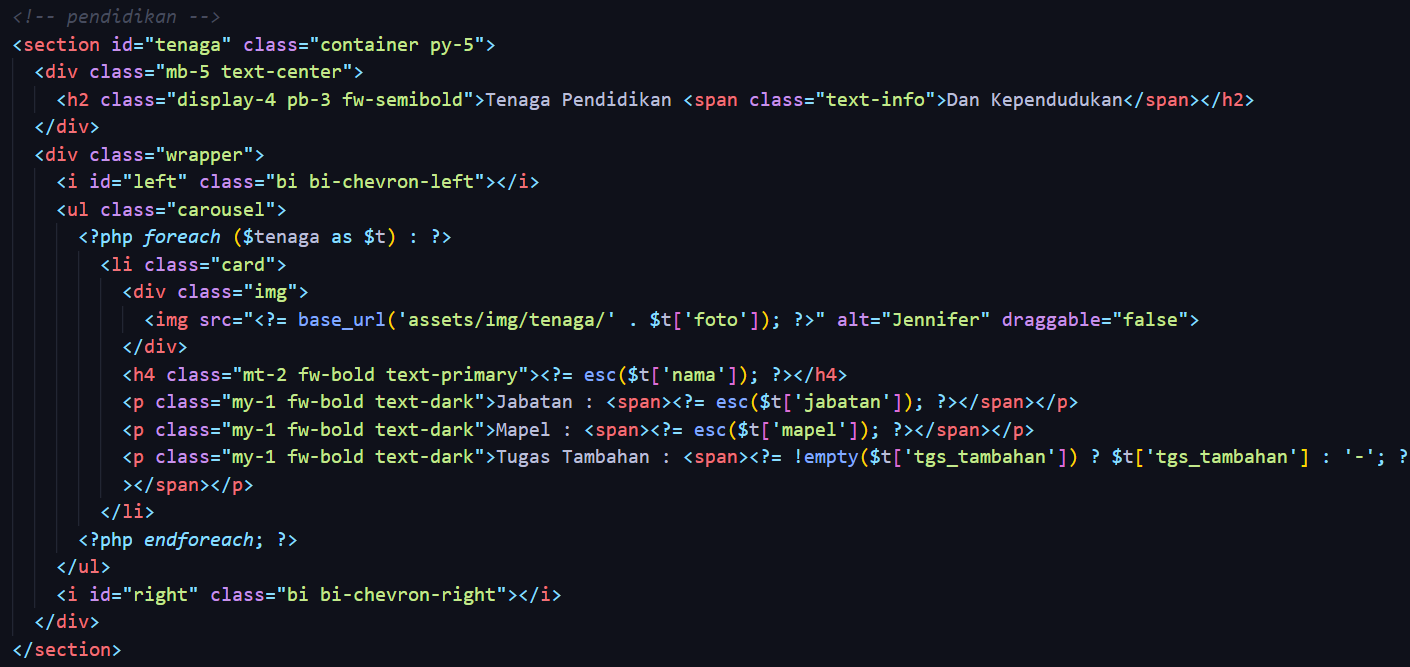 <!-- pendidikan -->
<section id="tenaga" class="container py-5">
<div class="mb-5 text-center">
<h2 class="display-4 pb-3 fw-semibold">Tenaga Pendidikan <span class="text-info">Dan Kependudukan</span></h2>
</div>
<div class="wrapper">
<i id="left" class="bi bi-chevron-left"></i>
<ul class="carousel">
<?php foreach ($tenaga as $t) : ?>
<li class="card">
<div class="img">
<img src="<?= base_url('assets/img/tenaga/' . $t['foto']); ?>" alt="Jennifer" draggable="false">
</div>
<h4 class="mt-2 fw-bold text-primary"><?= esc($t['nama']); ?></h4>
<p class="my-1 fw-bold text-dark">Jabatan : <span><?= esc($t['jabatan']); ?></span></p>
<p class="my-1 fw-bold text-dark">Mapel : <span><?= esc($t['mapel']); ?></span></p>
<p class="my-1 fw-bold text-dark">Tugas Tambahan : <span><?= !empty($t['tgs_tambahan']) ? $t['tgs_tambahan'] : '-'; ?
></span></p>
</li>
<?php endforeach; ?>
</ul>
<i id="right" class="bi bi-chevron-right"></i>
</div>
</section>